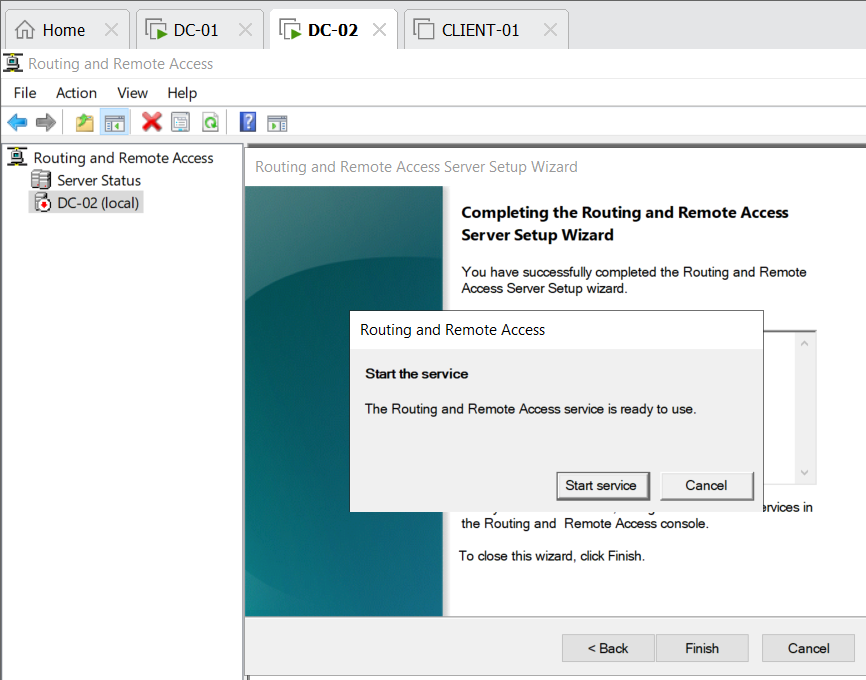 Home
DC-01
DC-02
CLIENT-01
Routing and Remote Access
File Action View Help
Routing and Remote Access
Server Status
DC-02 (local)
Routing and Remote Access Server Setup Wizard
Completing the Routing and Remote Access
Server Setup Wizard
You have successfully completed the Routing and Remote
Access Server Setup wizard.
Routing and Remote Access
Start the service
The Routing and Remote Access service is ready to use.
Start service
Cancel
in
the Routing and Remote Access console.
To close this wizard, click Finish.
< Back
Finish
Cancel